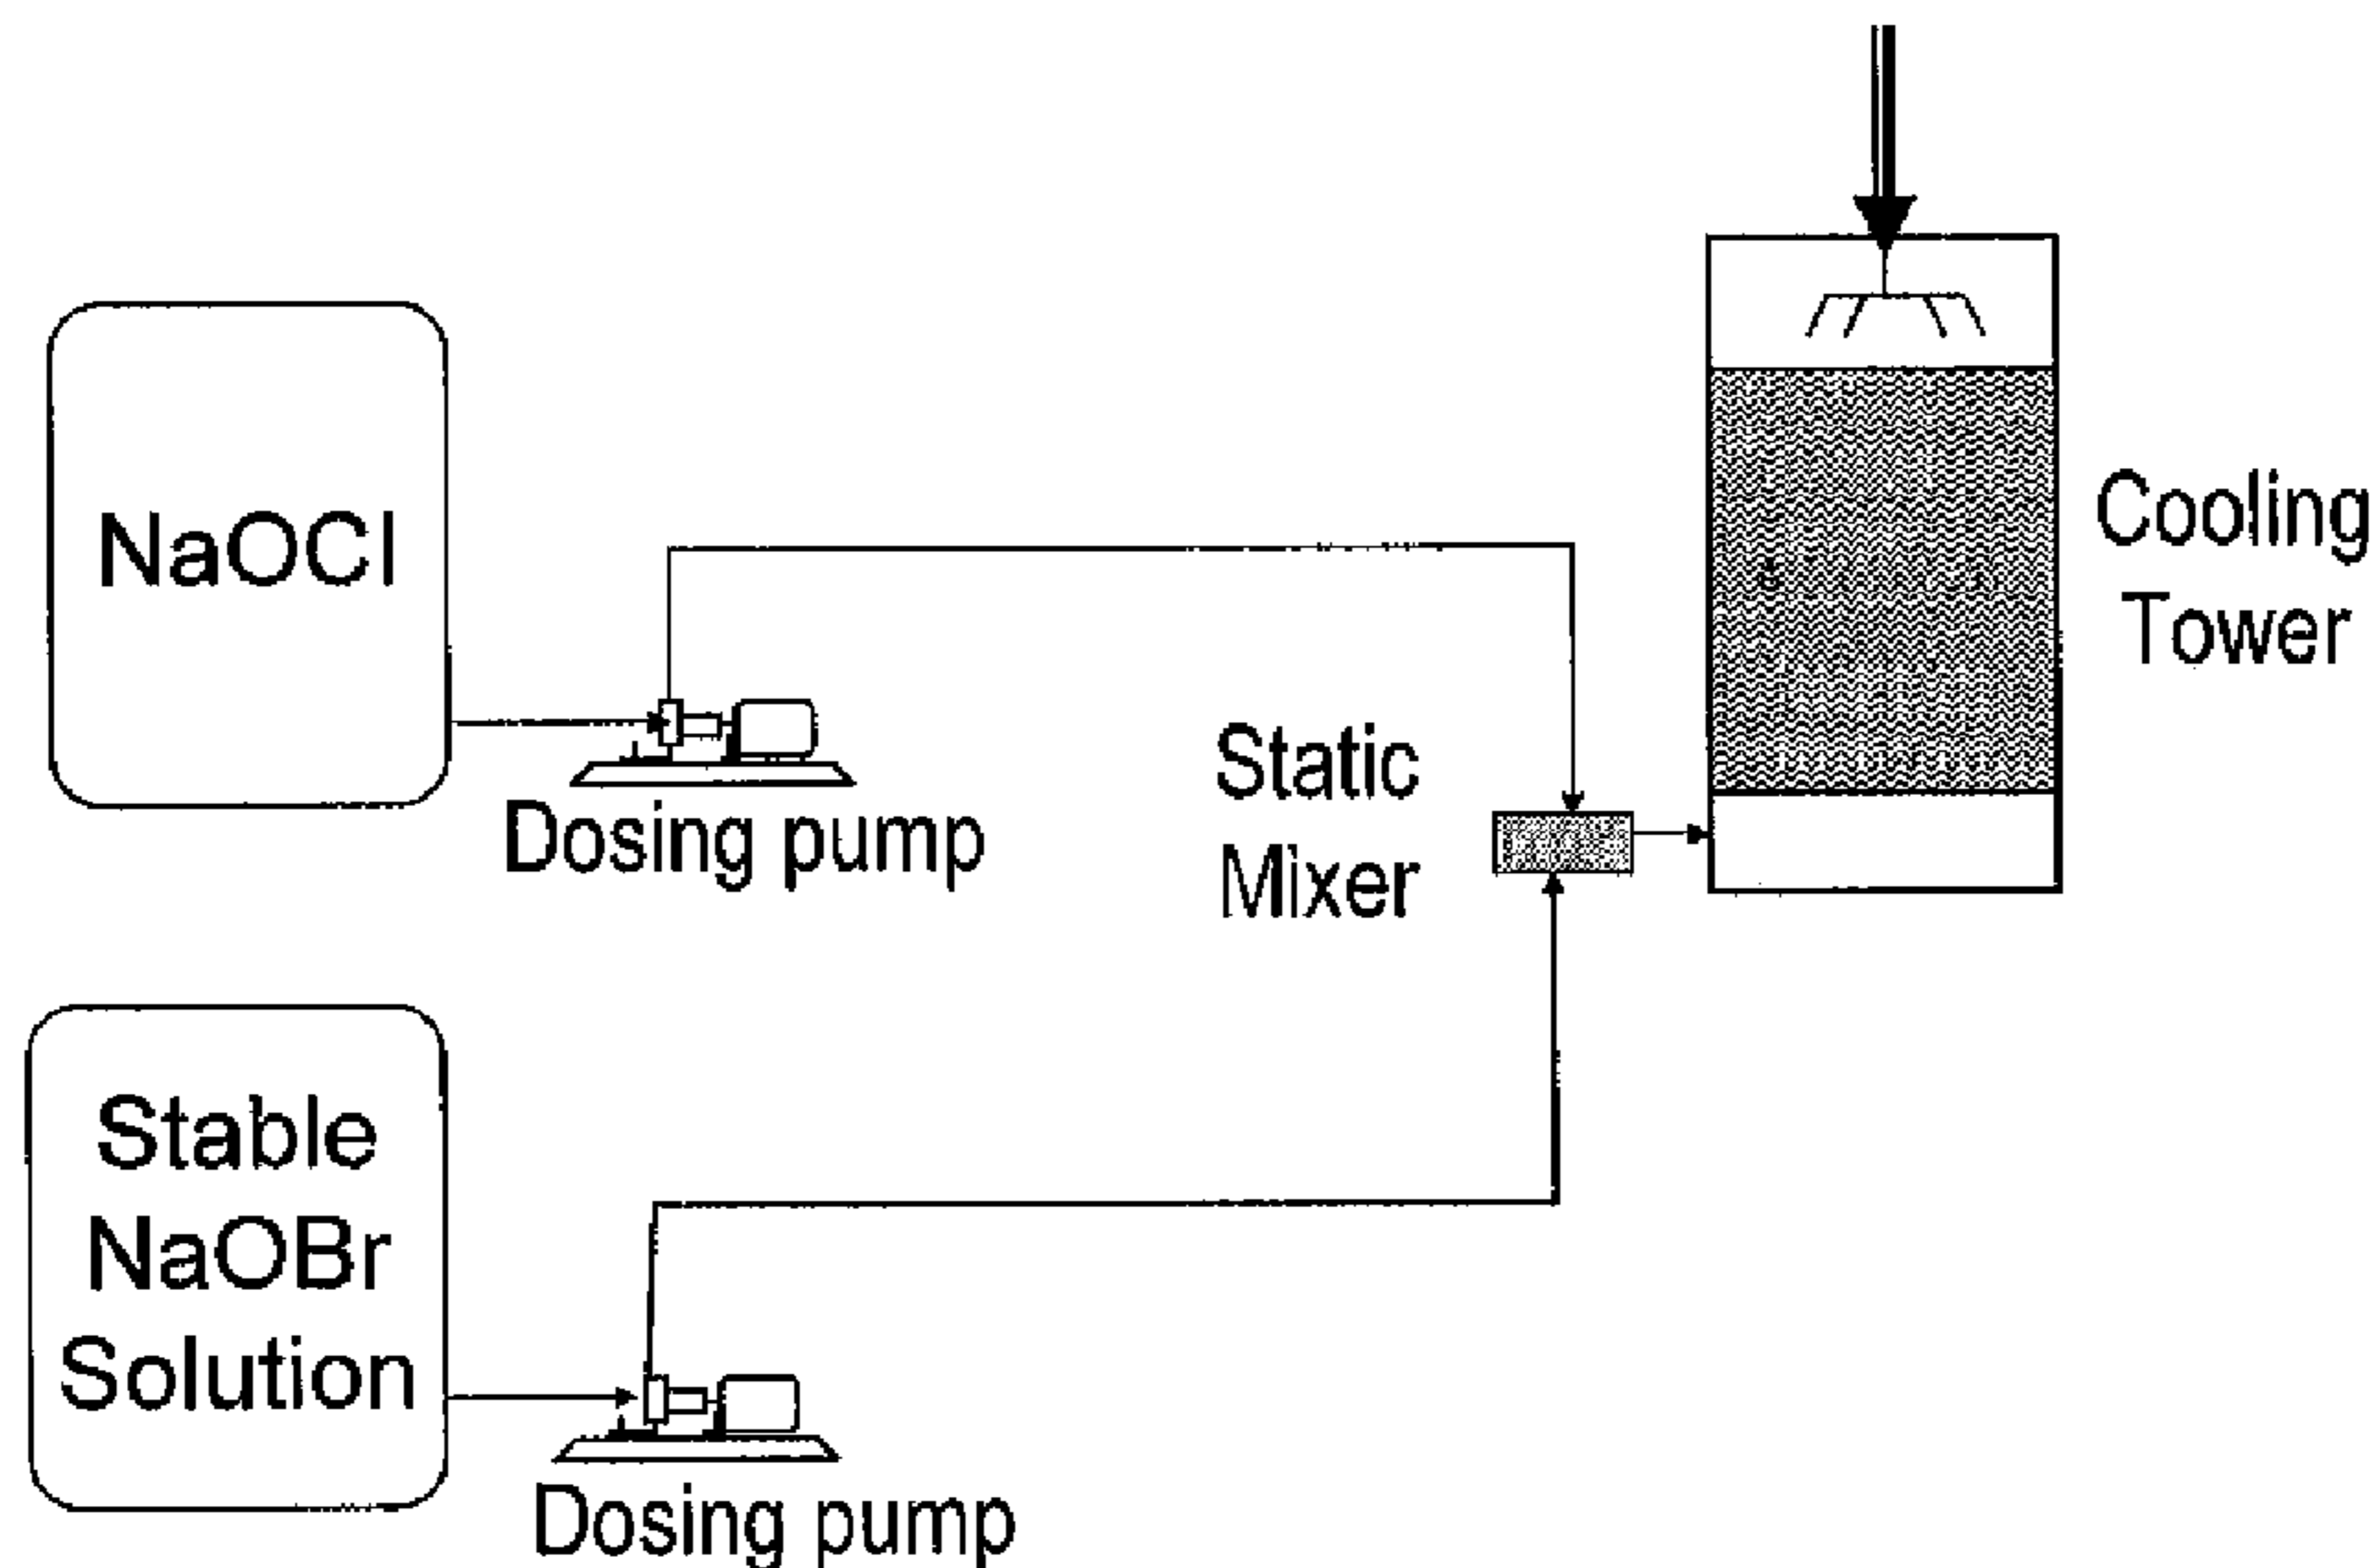 NaOCl
Dosing pump
Static
Mixer
Cooling
Tower
Stable
NaOBr
Solution
Dosing pump